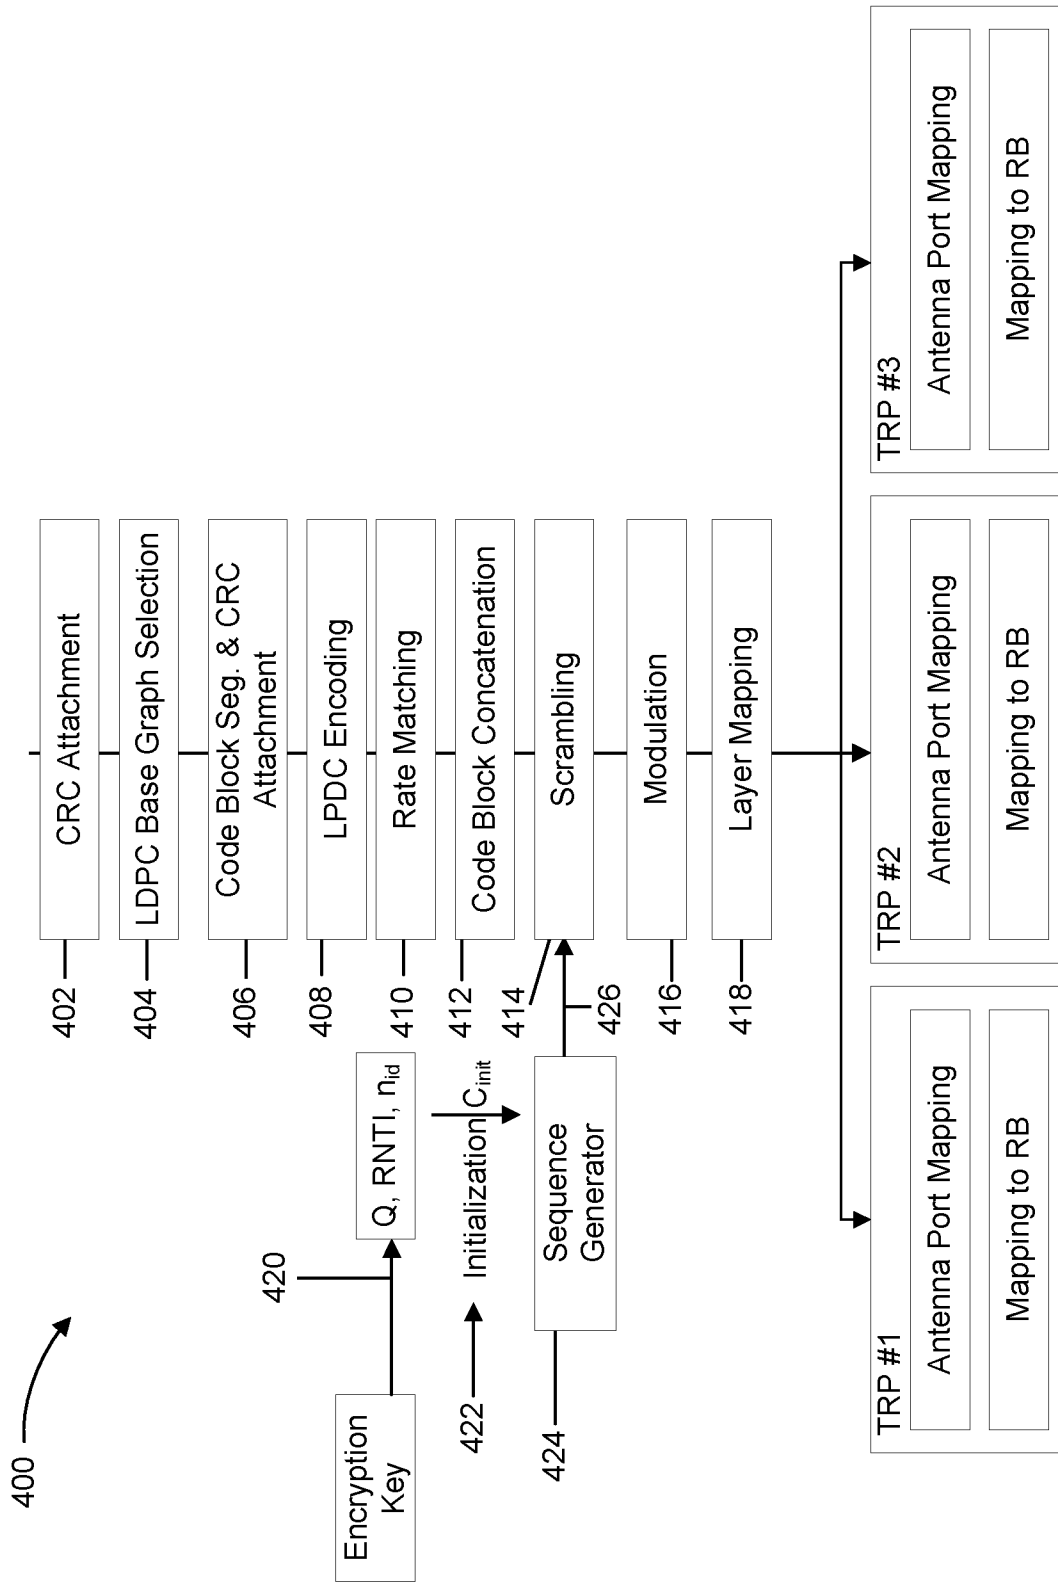 400
402
CRC Attachment
404
LDPC Base Graph Selection
406
Code Block Seg. & CRC
Attachment
408
LPDC Encoding
410
Rate Matching
412
Code Block Concatenation
414
Scrambling
416
Modulation
418
Layer Mapping
Encryption
Key
420
Q, RNTI, nid
422
Initialization Cinit
424
Sequence
Generator
426
TRP #1
Antenna Port Mapping
Mapping to RB
TRP #2
Antenna Port Mapping
Mapping to RB
TRP #3
Antenna Port Mapping
Mapping to RB